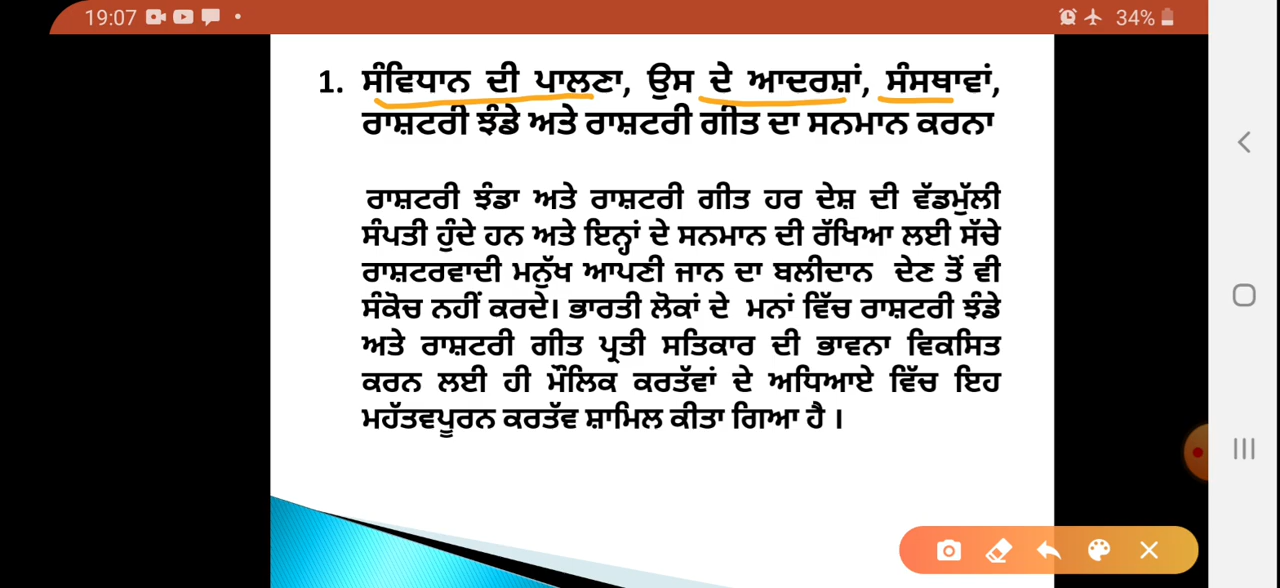 19:07
34%
1. ਸੰਵਿਧਾਨ ਦੀ ਪਾਲਣਾ, ਉਸ ਦੇ ਆਦਰਸ਼ਾਂ, ਸੰਸਥਾਵਾਂ,
ਰਾਸ਼ਟਰੀ ਝੰਡੇ ਅਤੇ ਰਾਸ਼ਟਰੀ ਗੀਤ ਦਾ ਸਨਮਾਨ ਕਰਨਾ
ਰਾਸ਼ਟਰੀ ਝੰਡਾ ਅਤੇ ਰਾਸ਼ਟਰੀ ਗੀਤ ਹਰ ਦੇਸ਼ ਦੀ ਵੱਡਮੁੱਲੀ
ਸੰਪਤੀ ਹੁੰਦੇ ਹਨ ਅਤੇ ਇਨ੍ਹਾਂ ਦੇ ਸਨਮਾਨ ਦੀ ਰੱਖਿਆ ਲਈ ਸੱਚੇ
ਰਾਸ਼ਟਰਵਾਦੀ ਮਨੁੱਖ ਆਪਣੀ ਜਾਨ ਦਾ ਬਲੀਦਾਨ ਦੇਣ ਤੋਂ ਵੀ
ਸੰਕੋਚ ਨਹੀਂ ਕਰਦੇ। ਭਾਰਤੀ ਲੋਕਾਂ ਦੇ ਮਨਾਂ ਵਿੱਚ ਰਾਸ਼ਟਰੀ ਝੰਡੇ
ਅਤੇ ਰਾਸ਼ਟਰੀ ਗੀਤ ਪ੍ਰਤੀ ਸਤਿਕਾਰ ਦੀ ਭਾਵਨਾ ਵਿਕਸਿਤ
ਕਰਨ ਲਈ ਹੀ ਮੌਲਿਕ ਕਰਤੱਵਾਂ ਦੇ ਅਧਿਆਏ ਵਿੱਚ ਇਹ
ਮਹੱਤਵਪੂਰਨ ਕਰਤੱਵ ਸ਼ਾਮਿਲ ਕੀਤਾ ਗਿਆ ਹੈ ।